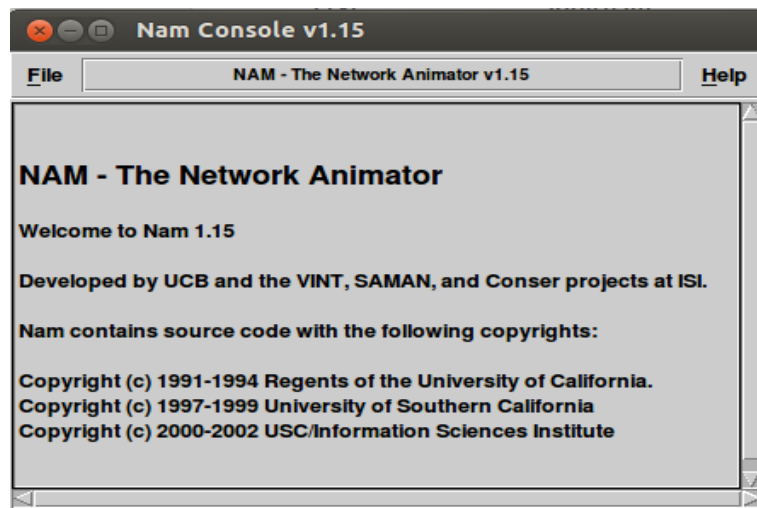 Nam Console v1.15
File NAM - The Network Animator v1.15 Help
NAM - The Network Animator
Welcome to Nam 1.15
Developed by UCB and the VINT, SAMAN, and Conser projects at ISI.
Nam contains source code with the following copyrights:
Copyright (c) 1991-1994 Regents of the University of California.
Copyright (c) 1997-1999 University of Southern California
Copyright (c) 2000-2002 USC/Information Sciences Institute